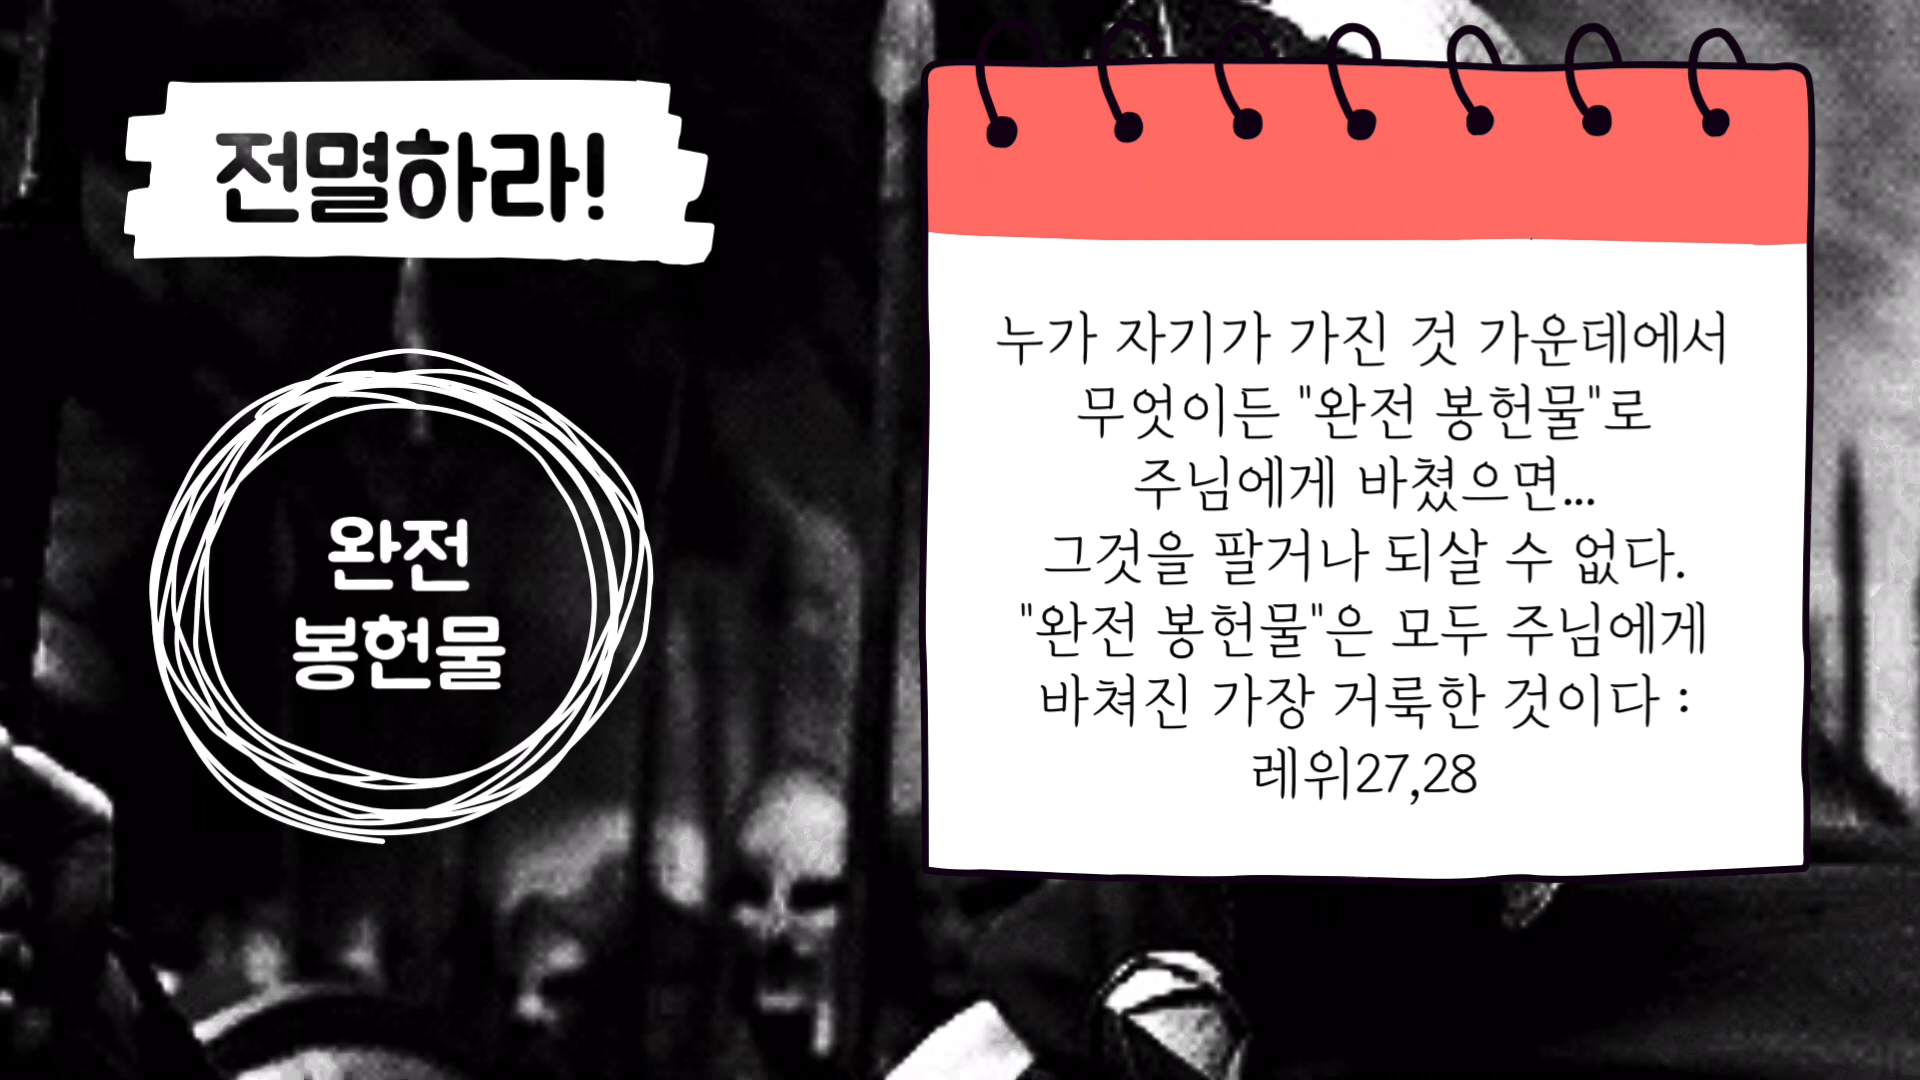 전멸하라!
완전
봉헌물
누가 자기가 가진 것 가운데에서
무엇이든 "완전 봉헌물"로
주님에게 바쳤으면...
그것을 팔거나 되살 수 없다.
"완전 봉헌물"은 모두 주님에게
바쳐진 가장 거룩한 것이다 :
레위27,28